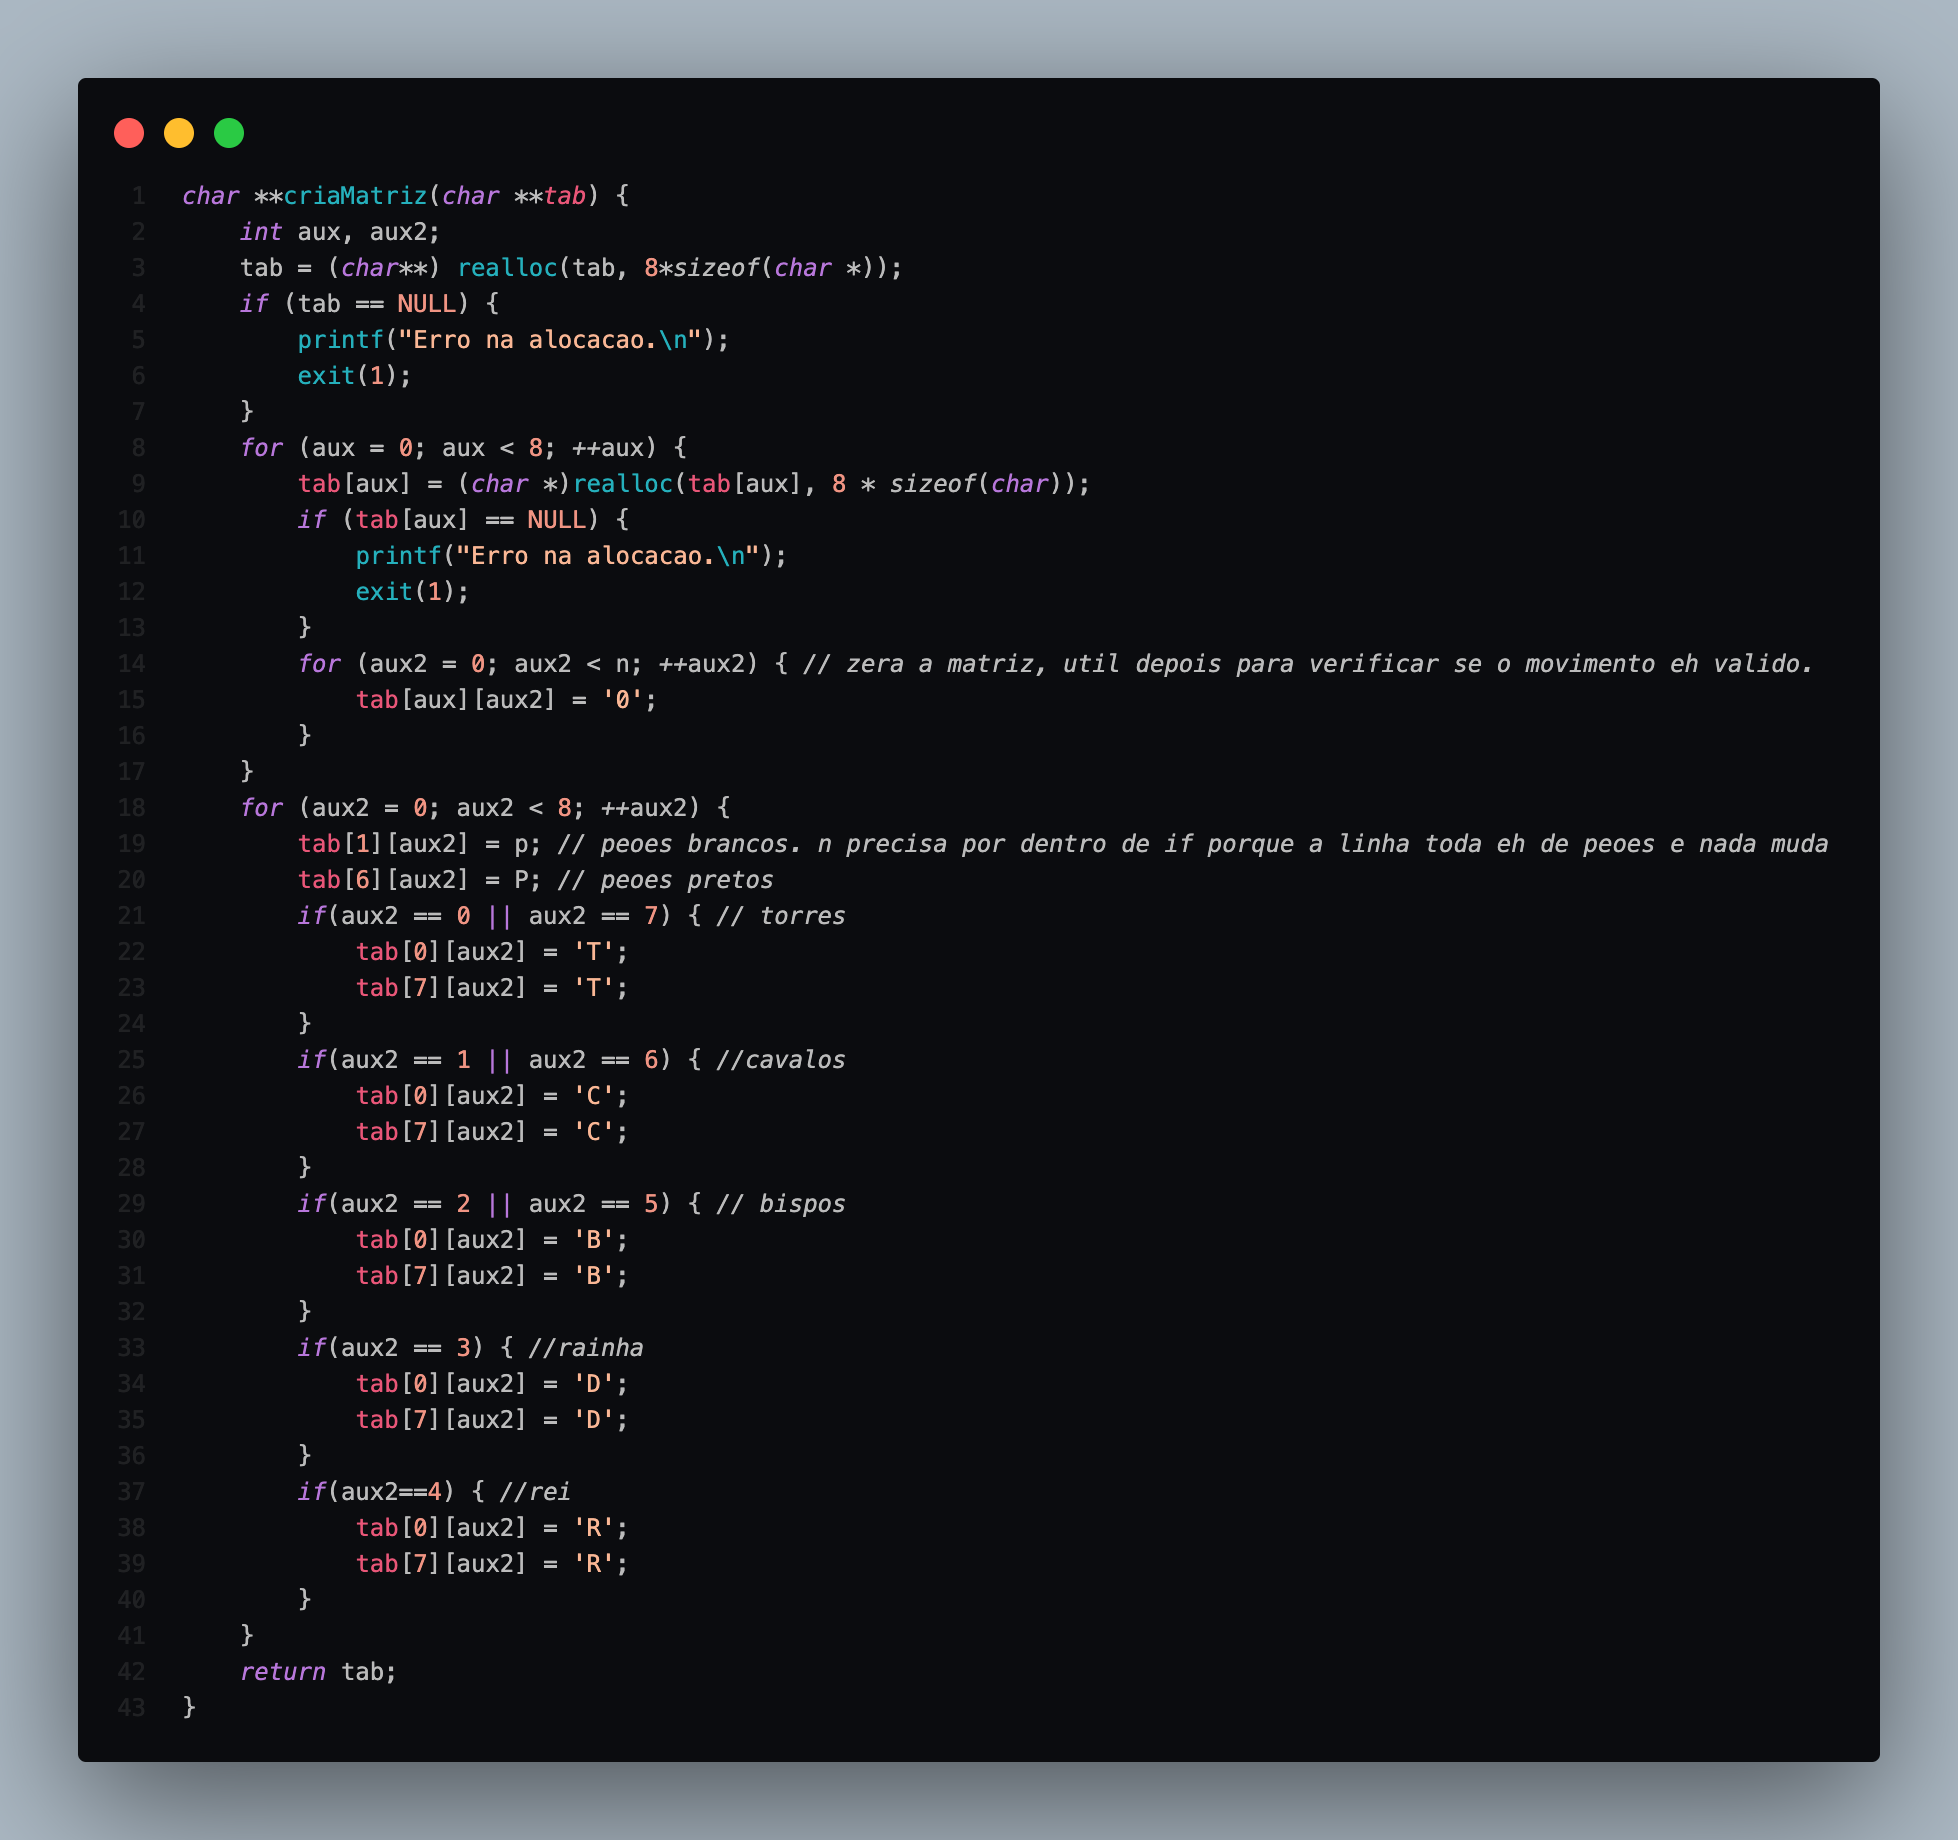 1 char **criaMatriz(char **tab) {
2     int aux, aux2;
3     tab = (char**) realloc(tab, 8*sizeof(char *));
4     if (tab == NULL) {
5         printf("Erro na alocacao.\n");
6         exit(1);
7     }
8     for (aux = 0; aux < 8; ++aux) {
9         tab[aux] = (char *)realloc(tab[aux], 8 * sizeof(char));
10         if (tab[aux] == NULL) {
11             printf("Erro na alocacao.\n");
12             exit(1);
13         }
14         for (aux2 = 0; aux2 < n; ++aux2) { // zera a matriz, util depois para verificar se o movimento eh valido.
15             tab[aux][aux2] = '0';
16         }
17     }
18     for (aux2 = 0; aux2 < 8; ++aux2) {
19         tab[1][aux2] = p; // peoes brancos. n precisa por dentro de if porque a linha toda eh de peoes e nada muda
20         tab[6][aux2] = P; // peoes pretos
21         if(aux2 == 0 || aux2 == 7) { // torres
22             tab[0][aux2] = 'T';
23             tab[7][aux2] = 'T';
24         }
25         if(aux2 == 1 || aux2 == 6) { //cavalos
26             tab[0][aux2] = 'C';
27             tab[7][aux2] = 'C';
28         }
29         if(aux2 == 2 || aux2 == 5) { // bispos
30             tab[0][aux2] = 'B';
31             tab[7][aux2] = 'B';
32         }
33         if(aux2 == 3) { //rainha
34             tab[0][aux2] = 'D';
35             tab[7][aux2] = 'D';
36         }
37         if(aux2==4) { //rei
38             tab[0][aux2] = 'R';
39             tab[7][aux2] = 'R';
40         }
41     }
42     return tab;
43 }